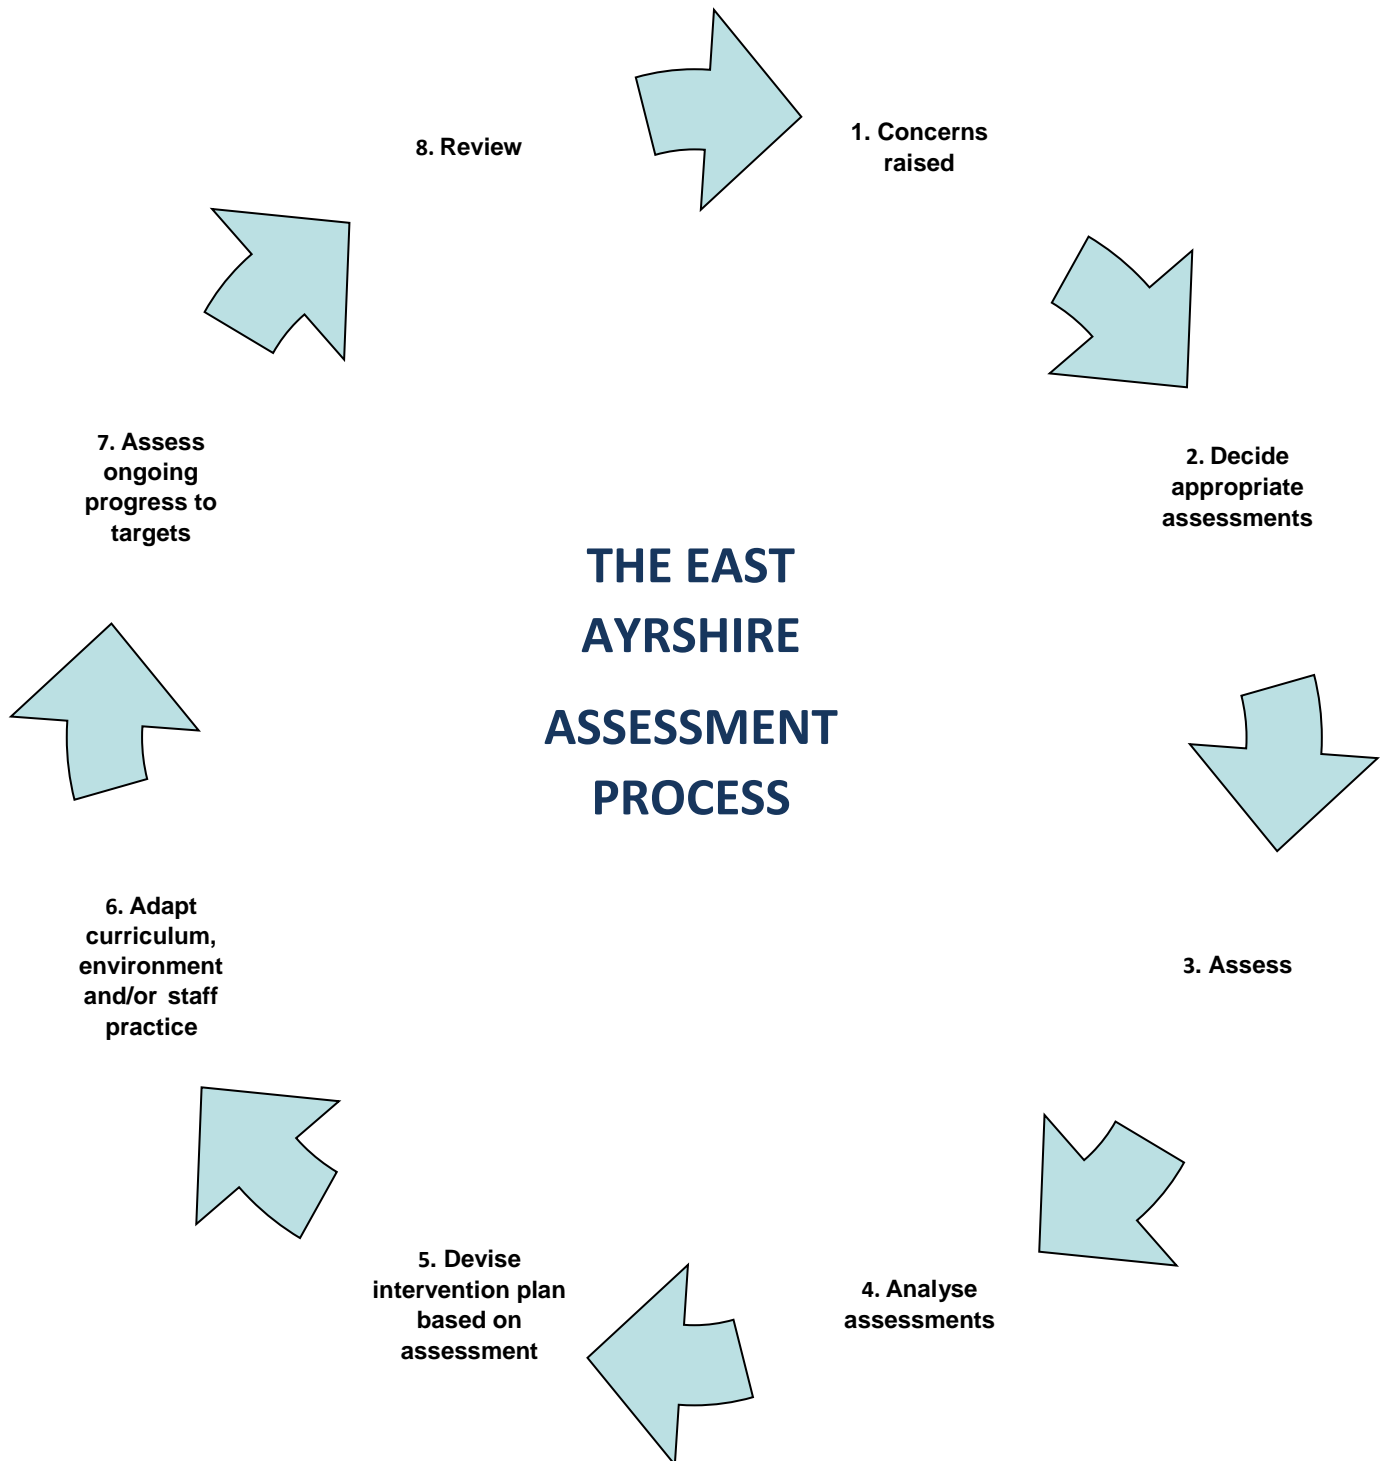 THE EAST
AYRSHIRE
ASSESSMENT
PROCESS
1. Concerns
raised
2. Decide
appropriate
assessments
3. Assess
4. Analyse
assessments
5. Devise
intervention plan
based on
assessment
6. Adapt
curriculum,
environment
and/or staff
practice
7. Assess
ongoing
progress to
targets
8. Review